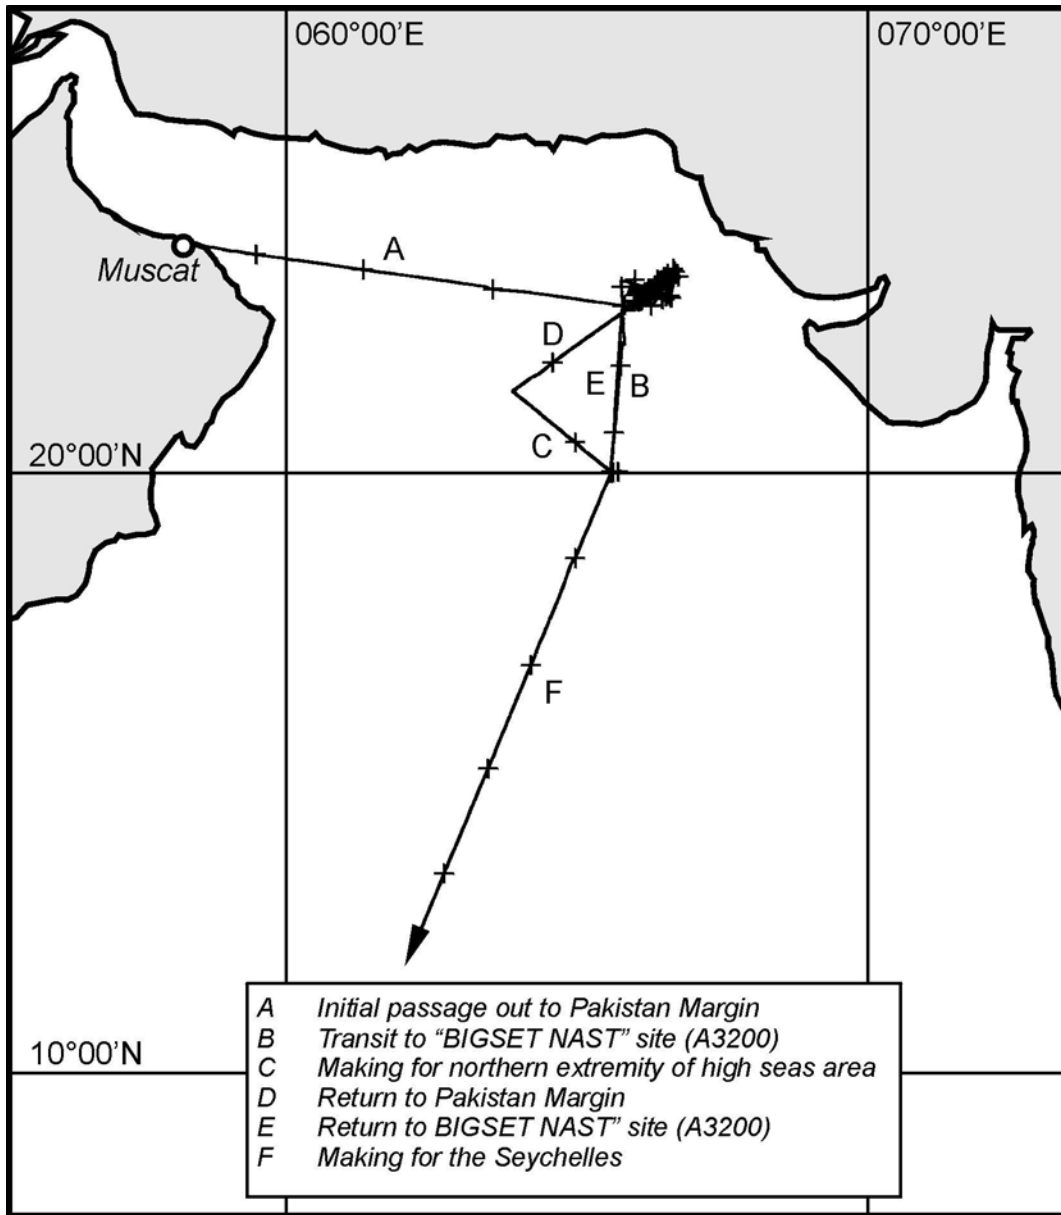 060°00'E
070°00'E
A
Muscat
D
E
B
C
20°00'N
F
A Initial passage out to Pakistan Margin
B Transit to “BIGSET NAST” site (A3200)
10°00'N
C Making for northern extremity of high seas area
D Return to Pakistan Margin
E Return to BIGSET NAST” site (A3200)
F Making for the Seychelles